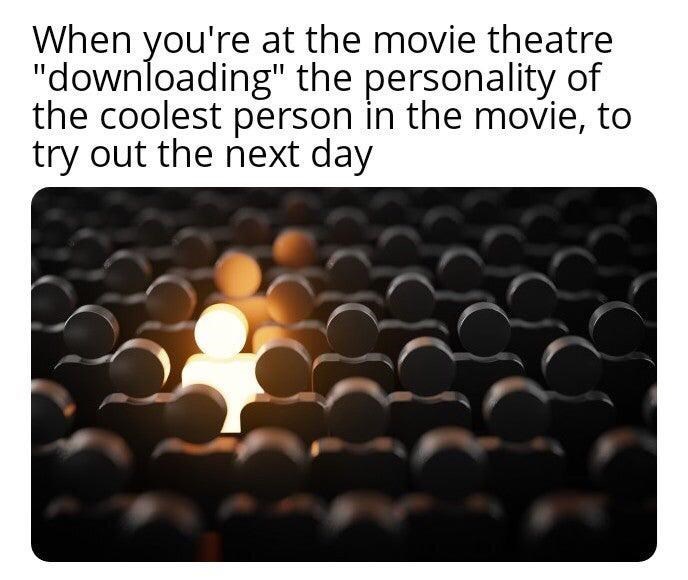 When you're at the movie theatre
"downloading" the personality of
the coolest person in the movie, to
try out the next day